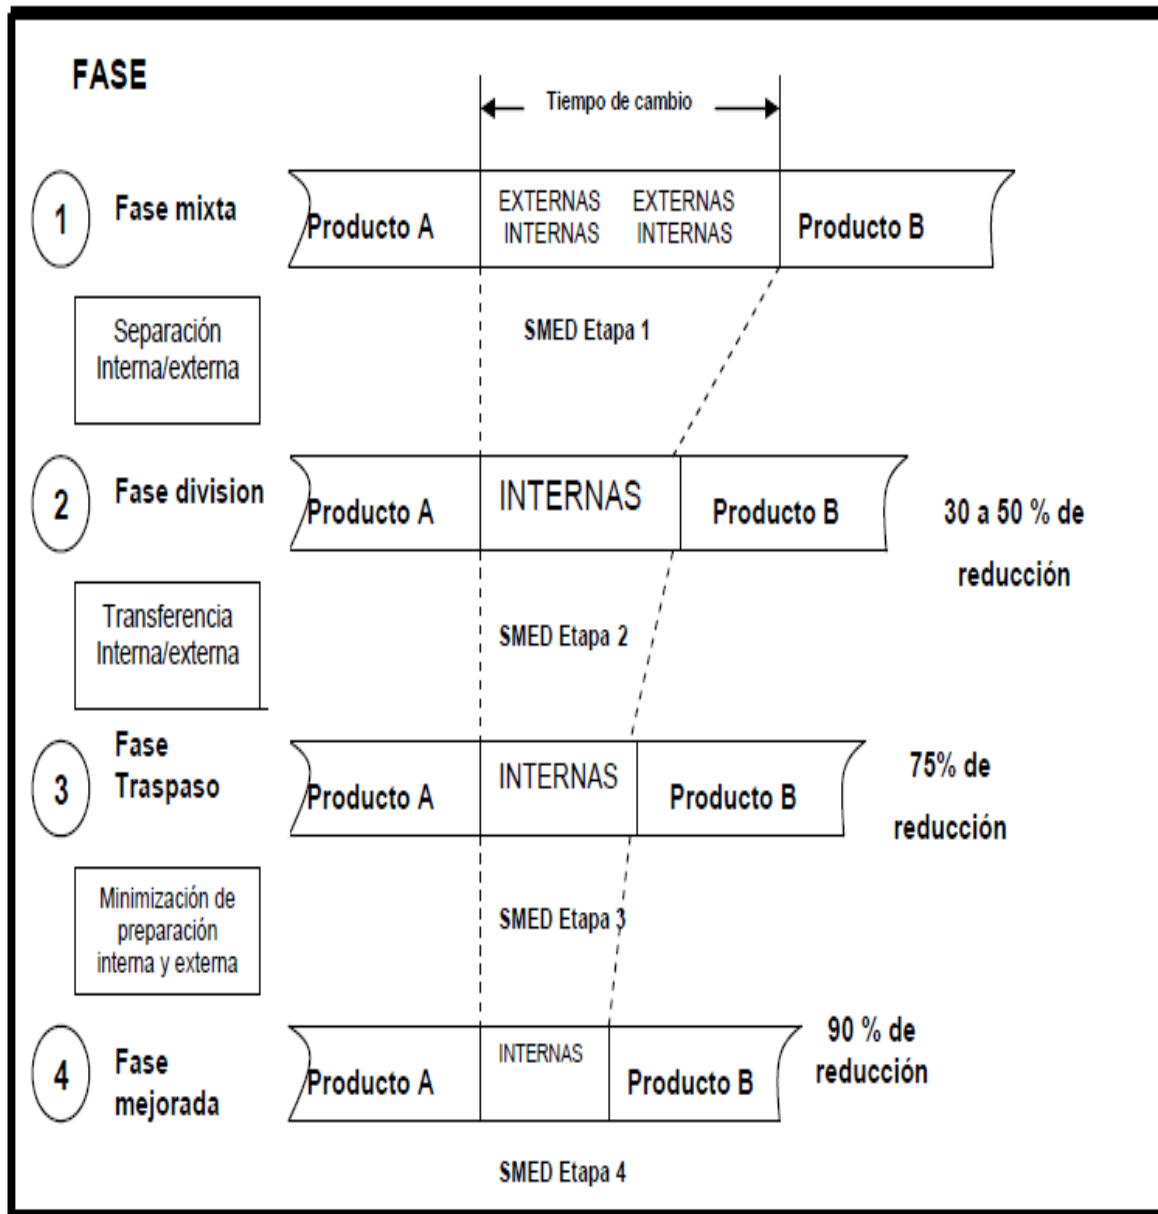 FASE
Tiempo de cambio
1
Fase mixta
Producto A
EXTERNAS EXTERNAS
INTERNAS INTERNAS
Producto B
Separación
Interna/externa
SMED Etapa 1
2
Fase division
Producto A
INTERNAS
Producto B
30 a 50 % de
reducción
Transferencia
Interna/externa
SMED Etapa 2
3
Fase
Traspaso
Producto A
INTERNAS
Producto B
75% de
reducción
Minimización de
preparación
interna y externa
SMED Etapa 3
4
Fase
mejorada
Producto A
INTERNAS
Producto B
90 % de
reducción
SMED Etapa 4